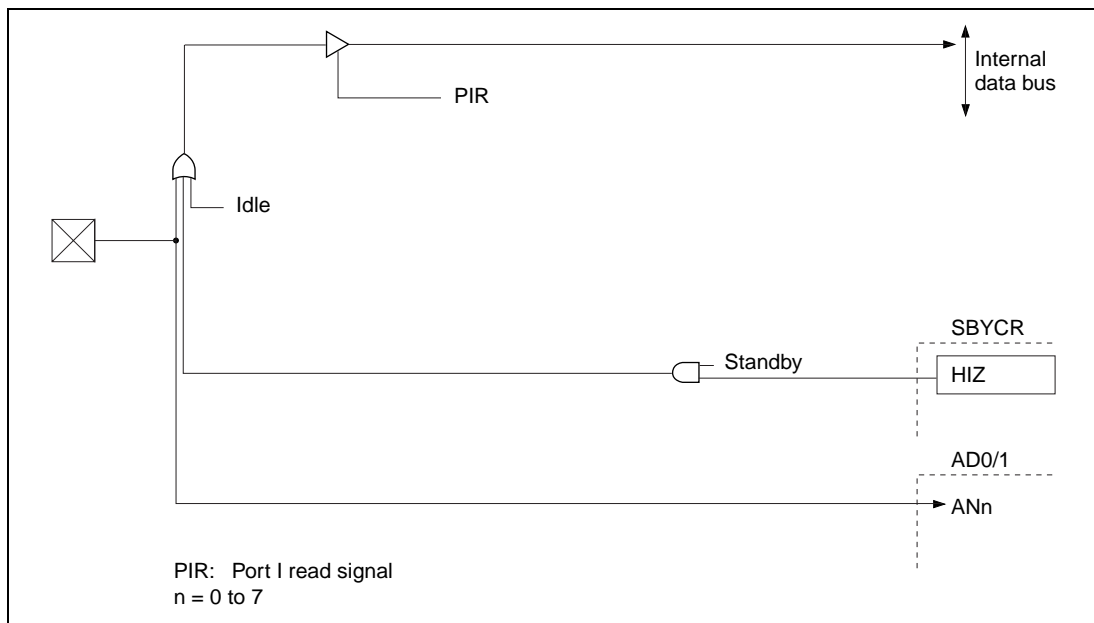 Internal
data bus
PIR
Idle
SBYCR
Standby
HIZ
AD0/1
ANn
PIR: Port I read signal
n = 0 to 7